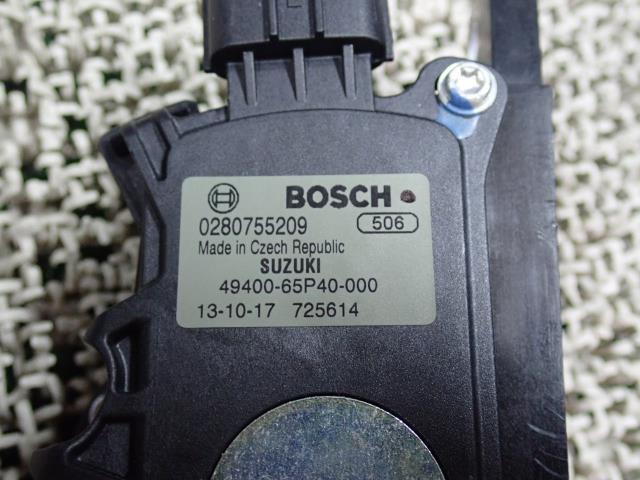 BOSCH
0280755209 506
Made in Czech Republic
SUZUKI
49400-65P40-000
13-10-17 725614